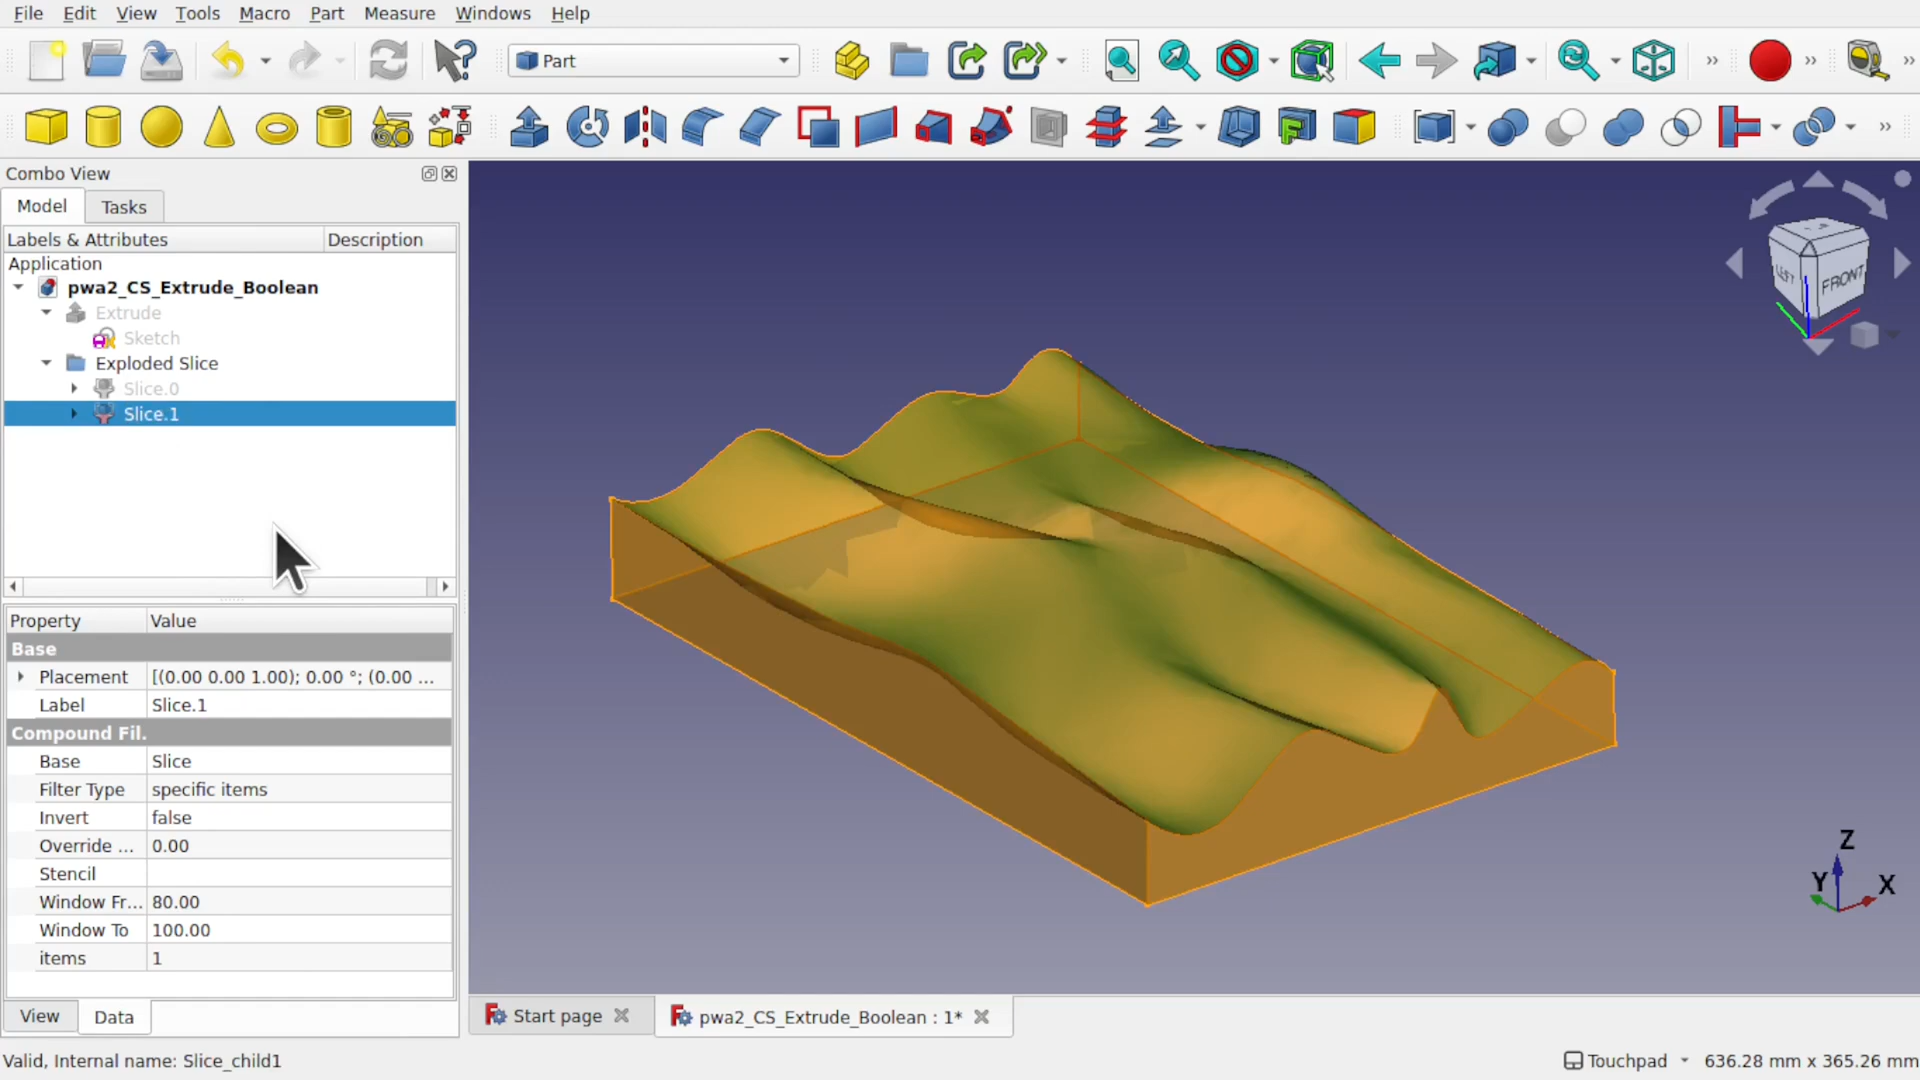 File Edit View Tools Macro Part Measure Windows Help
Part
Combo View
Model Tasks
Labels & Attributes Description
Application
pwa2_CS_Extrude_Boolean
Extrude
Sketch
Exploded Slice
Slice.0
Slice.1
Property Value
Base
Placement [(0.00 0.00 1.00); 0.00 °; (0.00 ...
Label Slice.1
Compound Fil.
Base Slice
Filter Type specific items
Invert false
Override ... 0.00
Stencil
Window Fr... 80.00
Window To 100.00
items 1
View Data
LEFT FRONT
Z
Y X
Start page pwa2_CS_Extrude_Boolean : 1*
Valid, Internal name: Slice_child1
Touchpad 636.28 mm x 365.26 mm